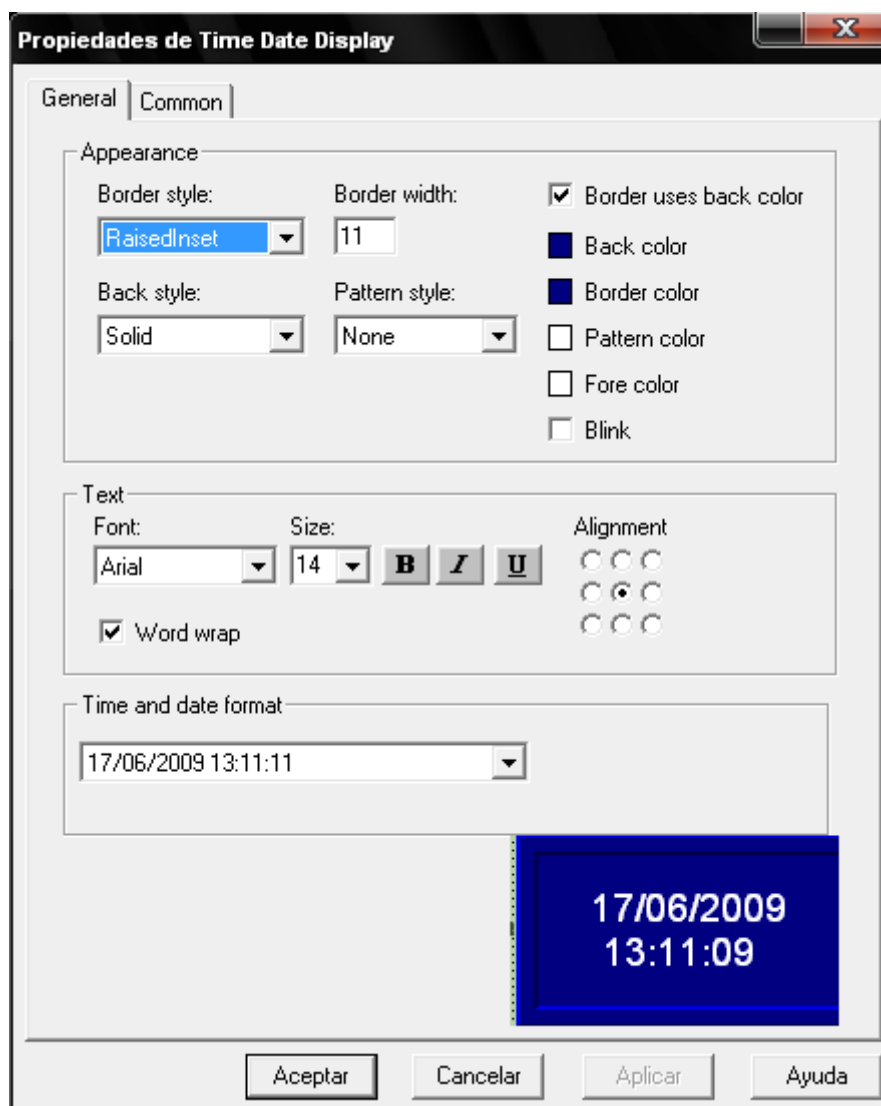 Propiedades de Time Date Display
General Common
Appearance
Border style: Border width: Border uses back color
RaisedInset 11 Back color
Border color
Back style: Pattern style:
Solid None Pattern color
Fore color
Blink
Text
Font: Size: Alignment
Arial 14 B I U
Word wrap
Time and date format
17/06/2009 13:11:11
17/06/2009
13:11:09
Aceptar Cancelar Aplicar Ayuda